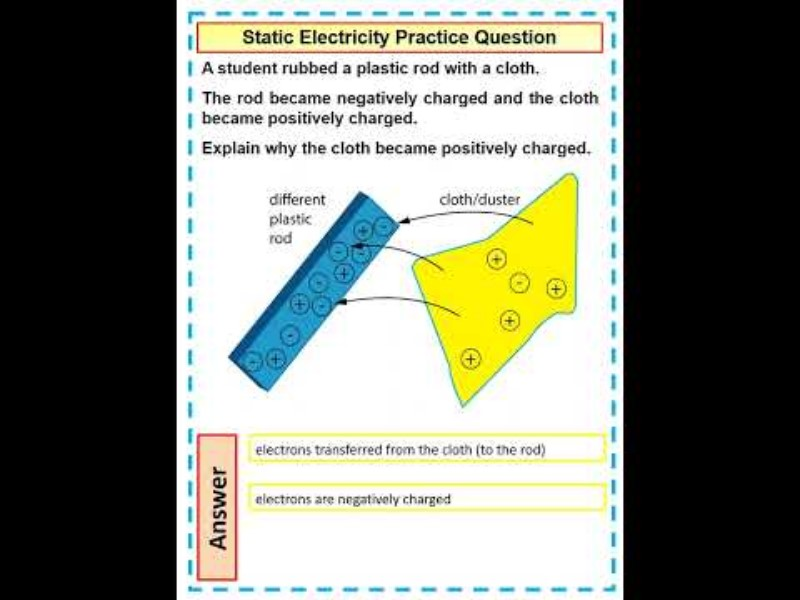 Static Electricity Practice Question
A student rubbed a plastic rod with a cloth.
The rod became negatively charged and the cloth
became positively charged.
Explain why the cloth became positively charged.
different
plastic
rod
cloth/duster
+ -
- -
+
-
+ -
-
- +
+
-
+
+
+
Answer
electrons transferred from the cloth (to the rod)
electrons are negatively charged